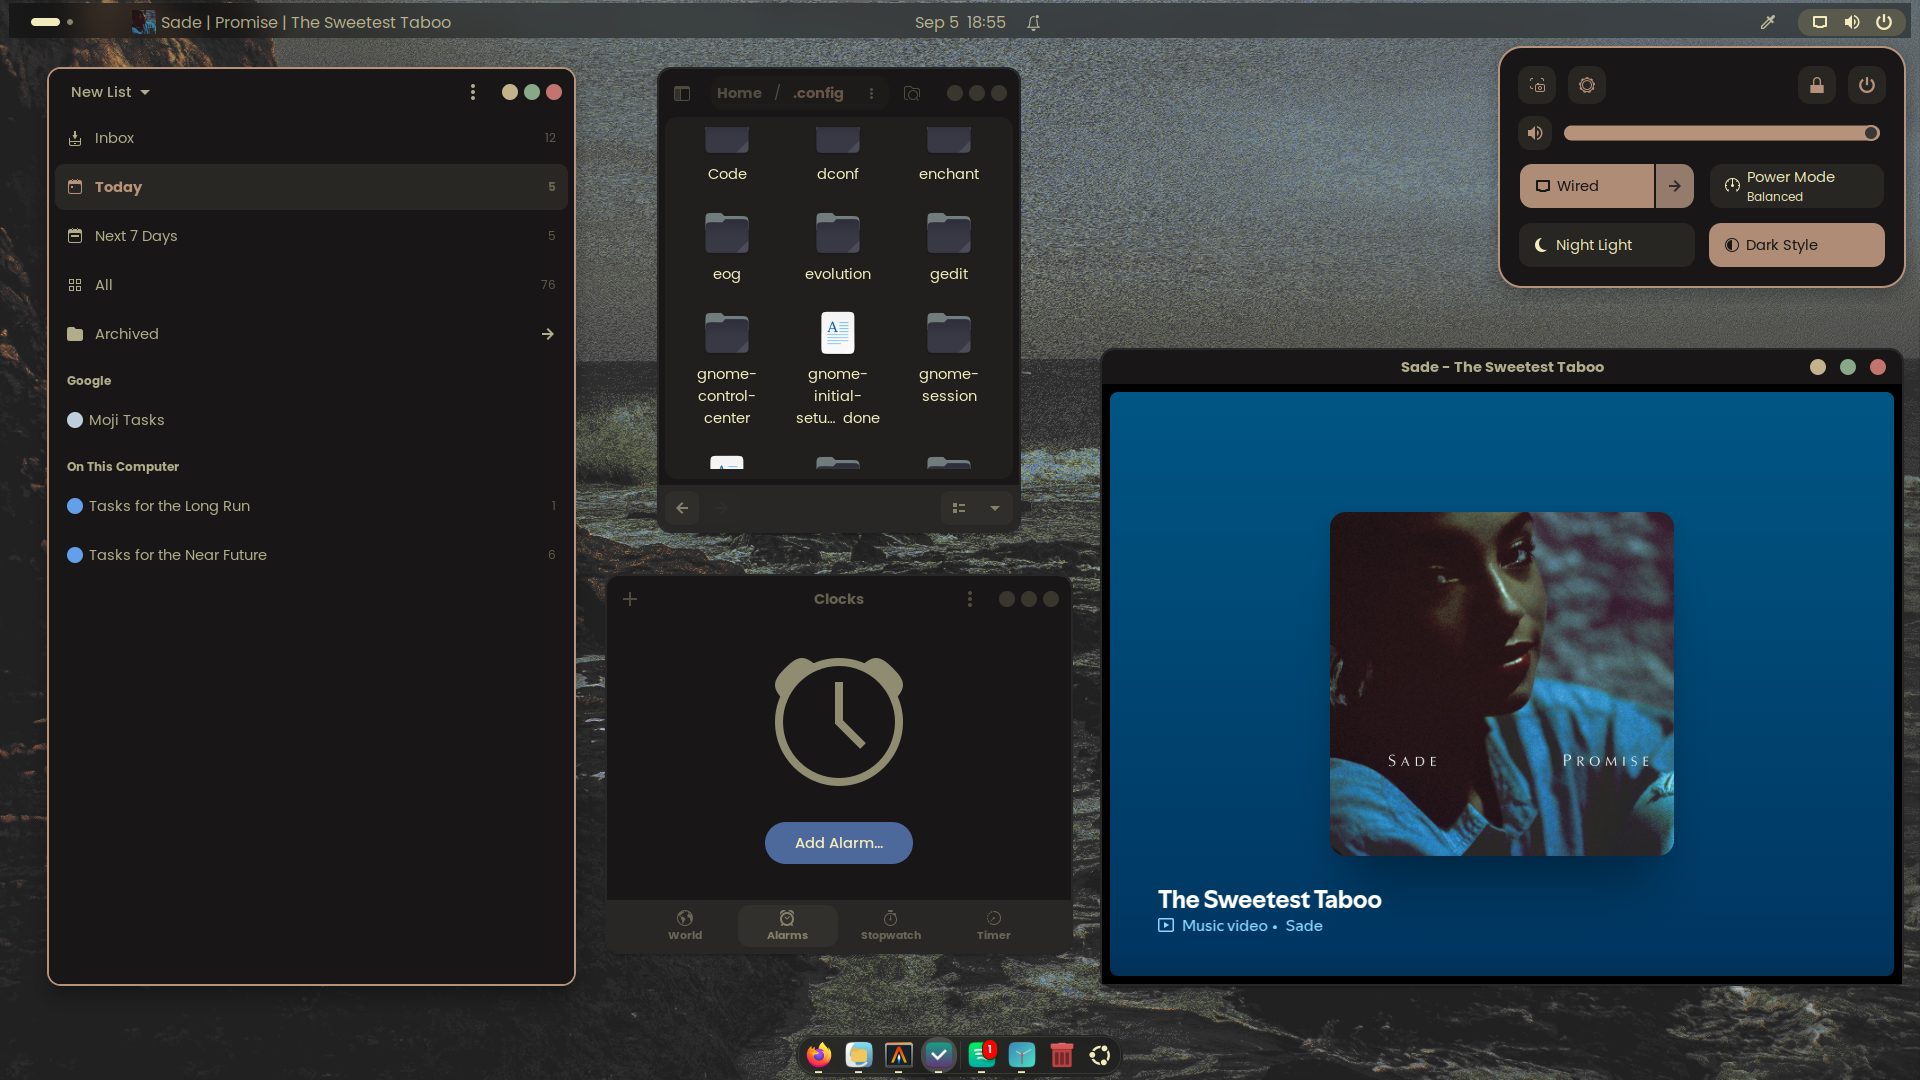 Sade | Promise | The Sweetest Taboo
Sep 5 18:55
New List
Inbox 12
Today 5
Next 7 Days 5
All 76
Archived
Google
Moji Tasks
On This Computer
Tasks for the Long Run 1
Tasks for the Near Future 6
Home / .config
Code dconf enchant
eog evolution gedit
gnome-control-center
gnome-initial-setu... done
gnome-session
Clocks
Add Alarm...
World Alarms Stopwatch Timer
Wired
Power Mode
Balanced
Night Light
Dark Style
Sade - The Sweetest Taboo
SADE PROMISE
The Sweetest Taboo
Music video • Sade
1